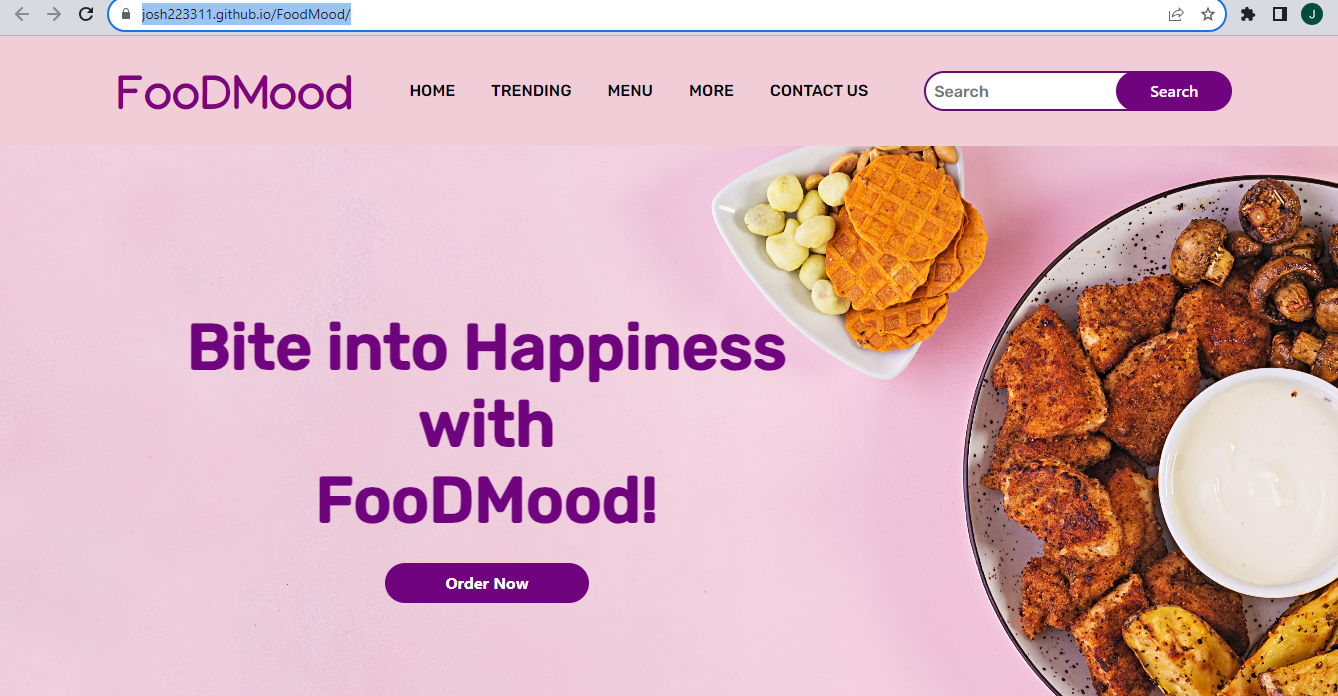 josh223311.github.io/FoodMood/
J
FooDMood
HOME TRENDING MENU MORE CONTACT US
Search
Search
Bite into Happiness
with
FooDMood!
Order Now